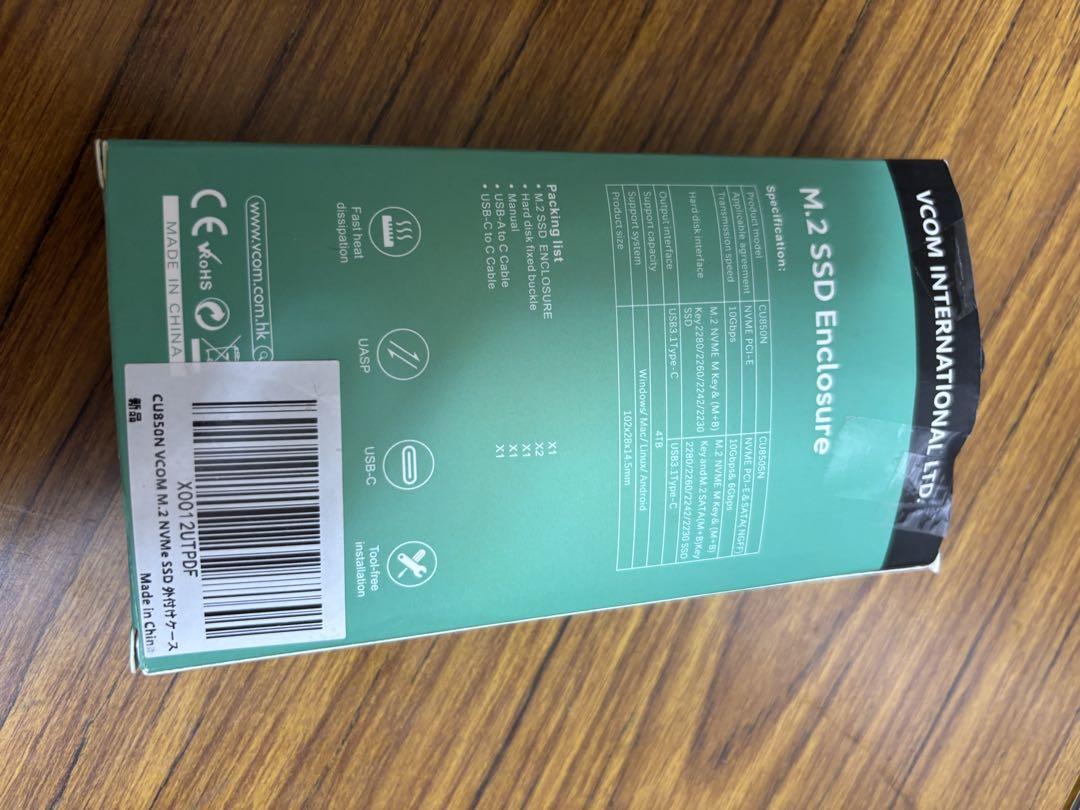 VCOM INTERNATIONAL LTD.
M.2 SSD Enclosure
Specification:
Product model CU850N CU850SN
Applicable agreement NVME PCI-E NVME PCI-E & SATA(NGFF)
Transmission speed 10Gbps 10Gbps& 6Gbps
Hard disk interface M.2 NVME M Key & (M+B) Key 2280/2260/2242/2230 SSD M.2 NVME M Key & (M+B) Key and M.2 SATA(M+B)Key 2280/2260/2242/2230 SSD
Output interface USB3.1Type-C USB3.1Type-C
Support capacity 4TB
Support system Windows/ Mac/ Linux/ Android
Product size 102x28x14.5mm
Packing list
• M.2 SSD ENCLOSURE X1
• Hard disk fixed buckle X2
• Manual X1
• USB-A to C Cable X1
• USB-C to C Cable X1
Fast heat
dissipation
UASP
USB-C
Tool-free
installation
www.vcom.com.hk
CE RoHS
MADE IN CHINA
X0012UTPDF
CU850N VCOM M.2 NVMe SSD 外付けケース
新品 Made in China